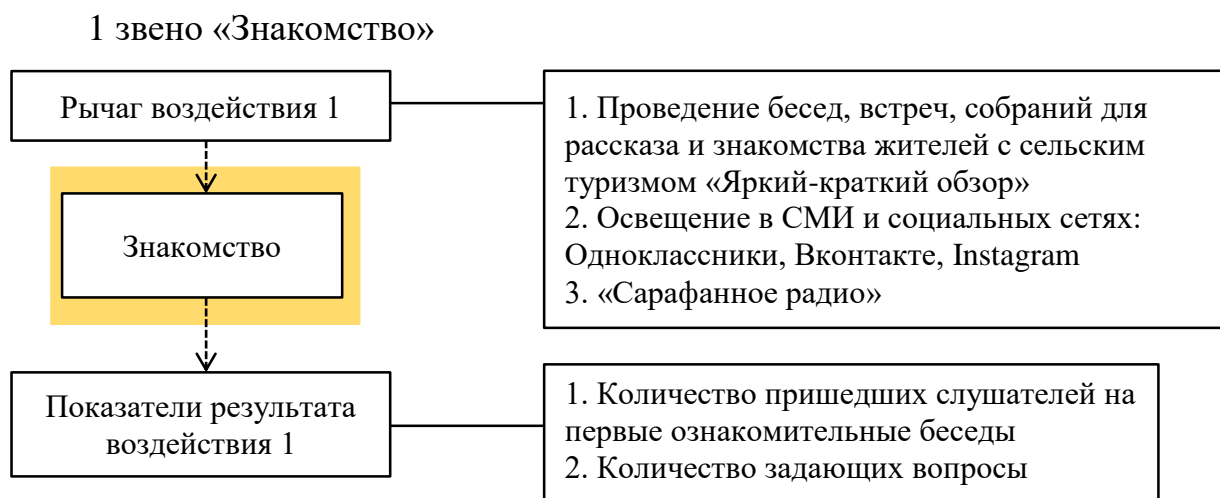 1 звено «Знакомство»
Рычаг воздействия 1
1. Проведение бесед, встреч, собраний для
рассказа и знакомства жителей с сельским
туризмом «Яркий-краткий обзор»
2. Освещение в СМИ и социальных сетях:
Одноклассники, Вконтакте, Instagram
3. «Сарафанное радио»
Знакомство
Показатели результата
воздействия 1
1. Количество пришедших слушателей на
первые ознакомительные беседы
2. Количество задающих вопросы